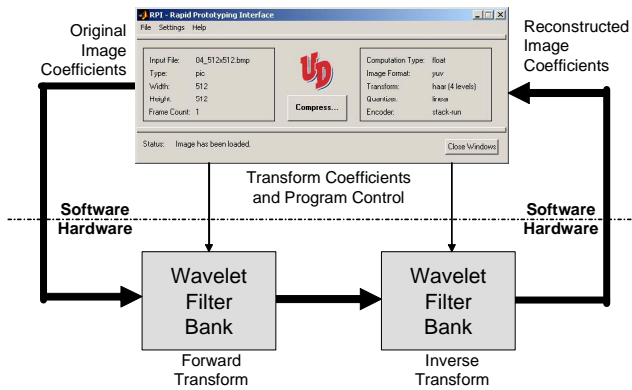 Original
Image
Coefficients
RPI - Rapid Prototyping Interface
File Settings Help
Input File: 04_512x512.bmp
Type: pic
Width: 512
Height: 512
Frame Count: 1
UD
Compress...
Computation Type: float
Image Format: yuv
Transform: haar (4 levels)
Quantizer: linear
Encoder: stack-run
Status: Image has been loaded.
Close Windows
Reconstructed
Image
Coefficients
Transform Coefficients
and Program Control
Software
Hardware
Software
Hardware
Wavelet
Filter
Bank
Forward
Transform
Wavelet
Filter
Bank
Inverse
Transform